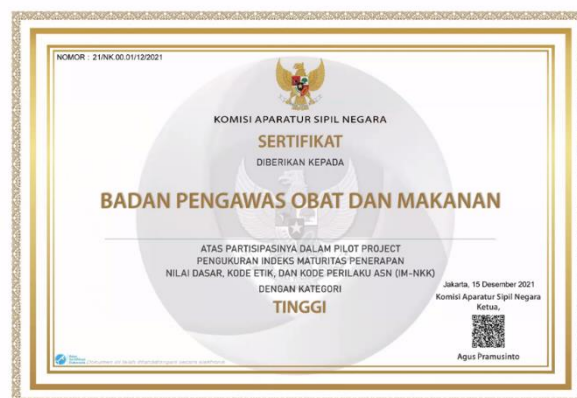 NOMOR : 21/NK.00.01/12/2021
KOMISI APARATUR SIPIL NEGARA
SERTIFIKAT
DIBERIKAN KEPADA
BADAN PENGAWAS OBAT DAN MAKANAN
ATAS PARTISIPASINYA DALAM PILOT PROJECT
PENGUKURAN INDEKS MATURITAS PENERAPAN
NILAI DASAR, KODE ETIK, DAN KODE PERILAKU ASN (IM-NKK)
DENGAN KATEGORI
TINGGI
Jakarta, 15 Desember 2021
Komisi Aparatur Sipil Negara
Ketua,
Agus Pramusinto